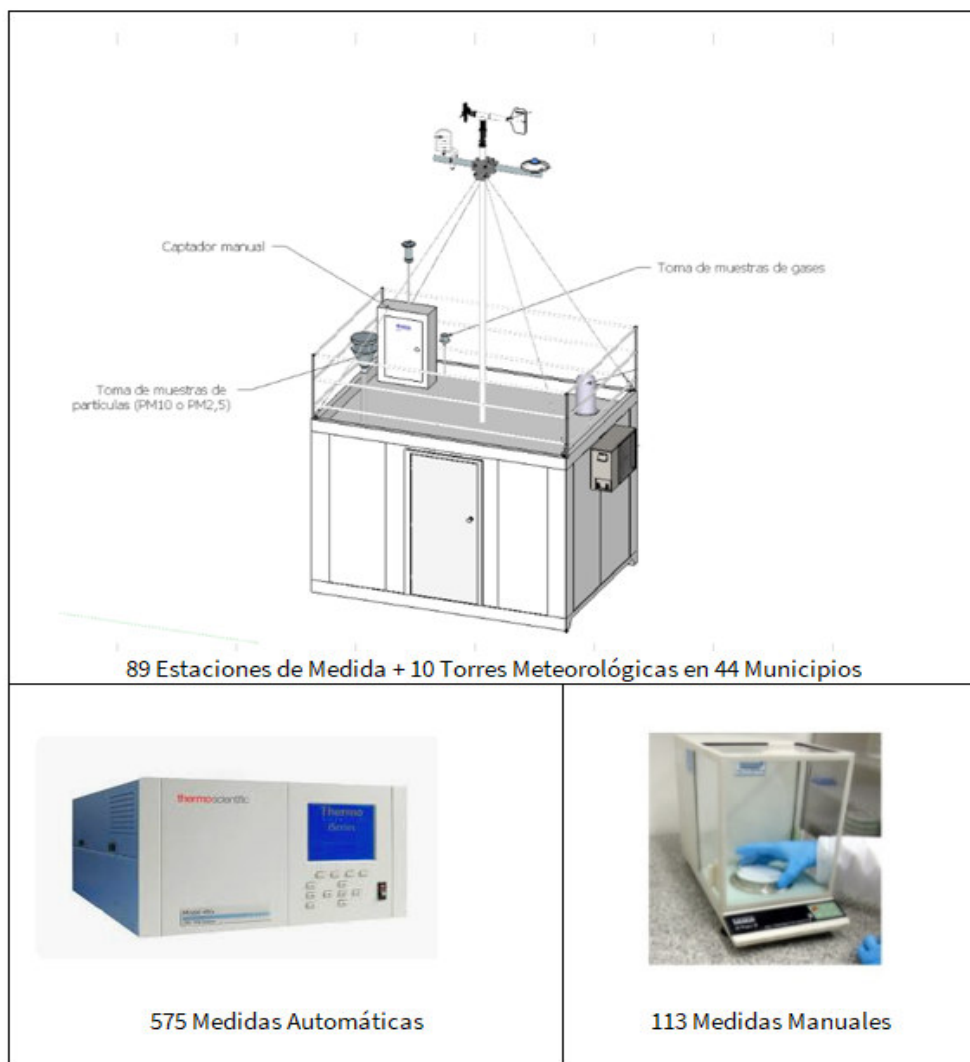 Captador manual
Toma de muestras de gases
Toma de muestras de
partículas (PM10 o PM2,5)
89 Estaciones de Medida + 10 Torres Meteorológicas en 44 Municipios
thermoscientific
Thermo
iSeries
575 Medidas Automáticas
113 Medidas Manuales